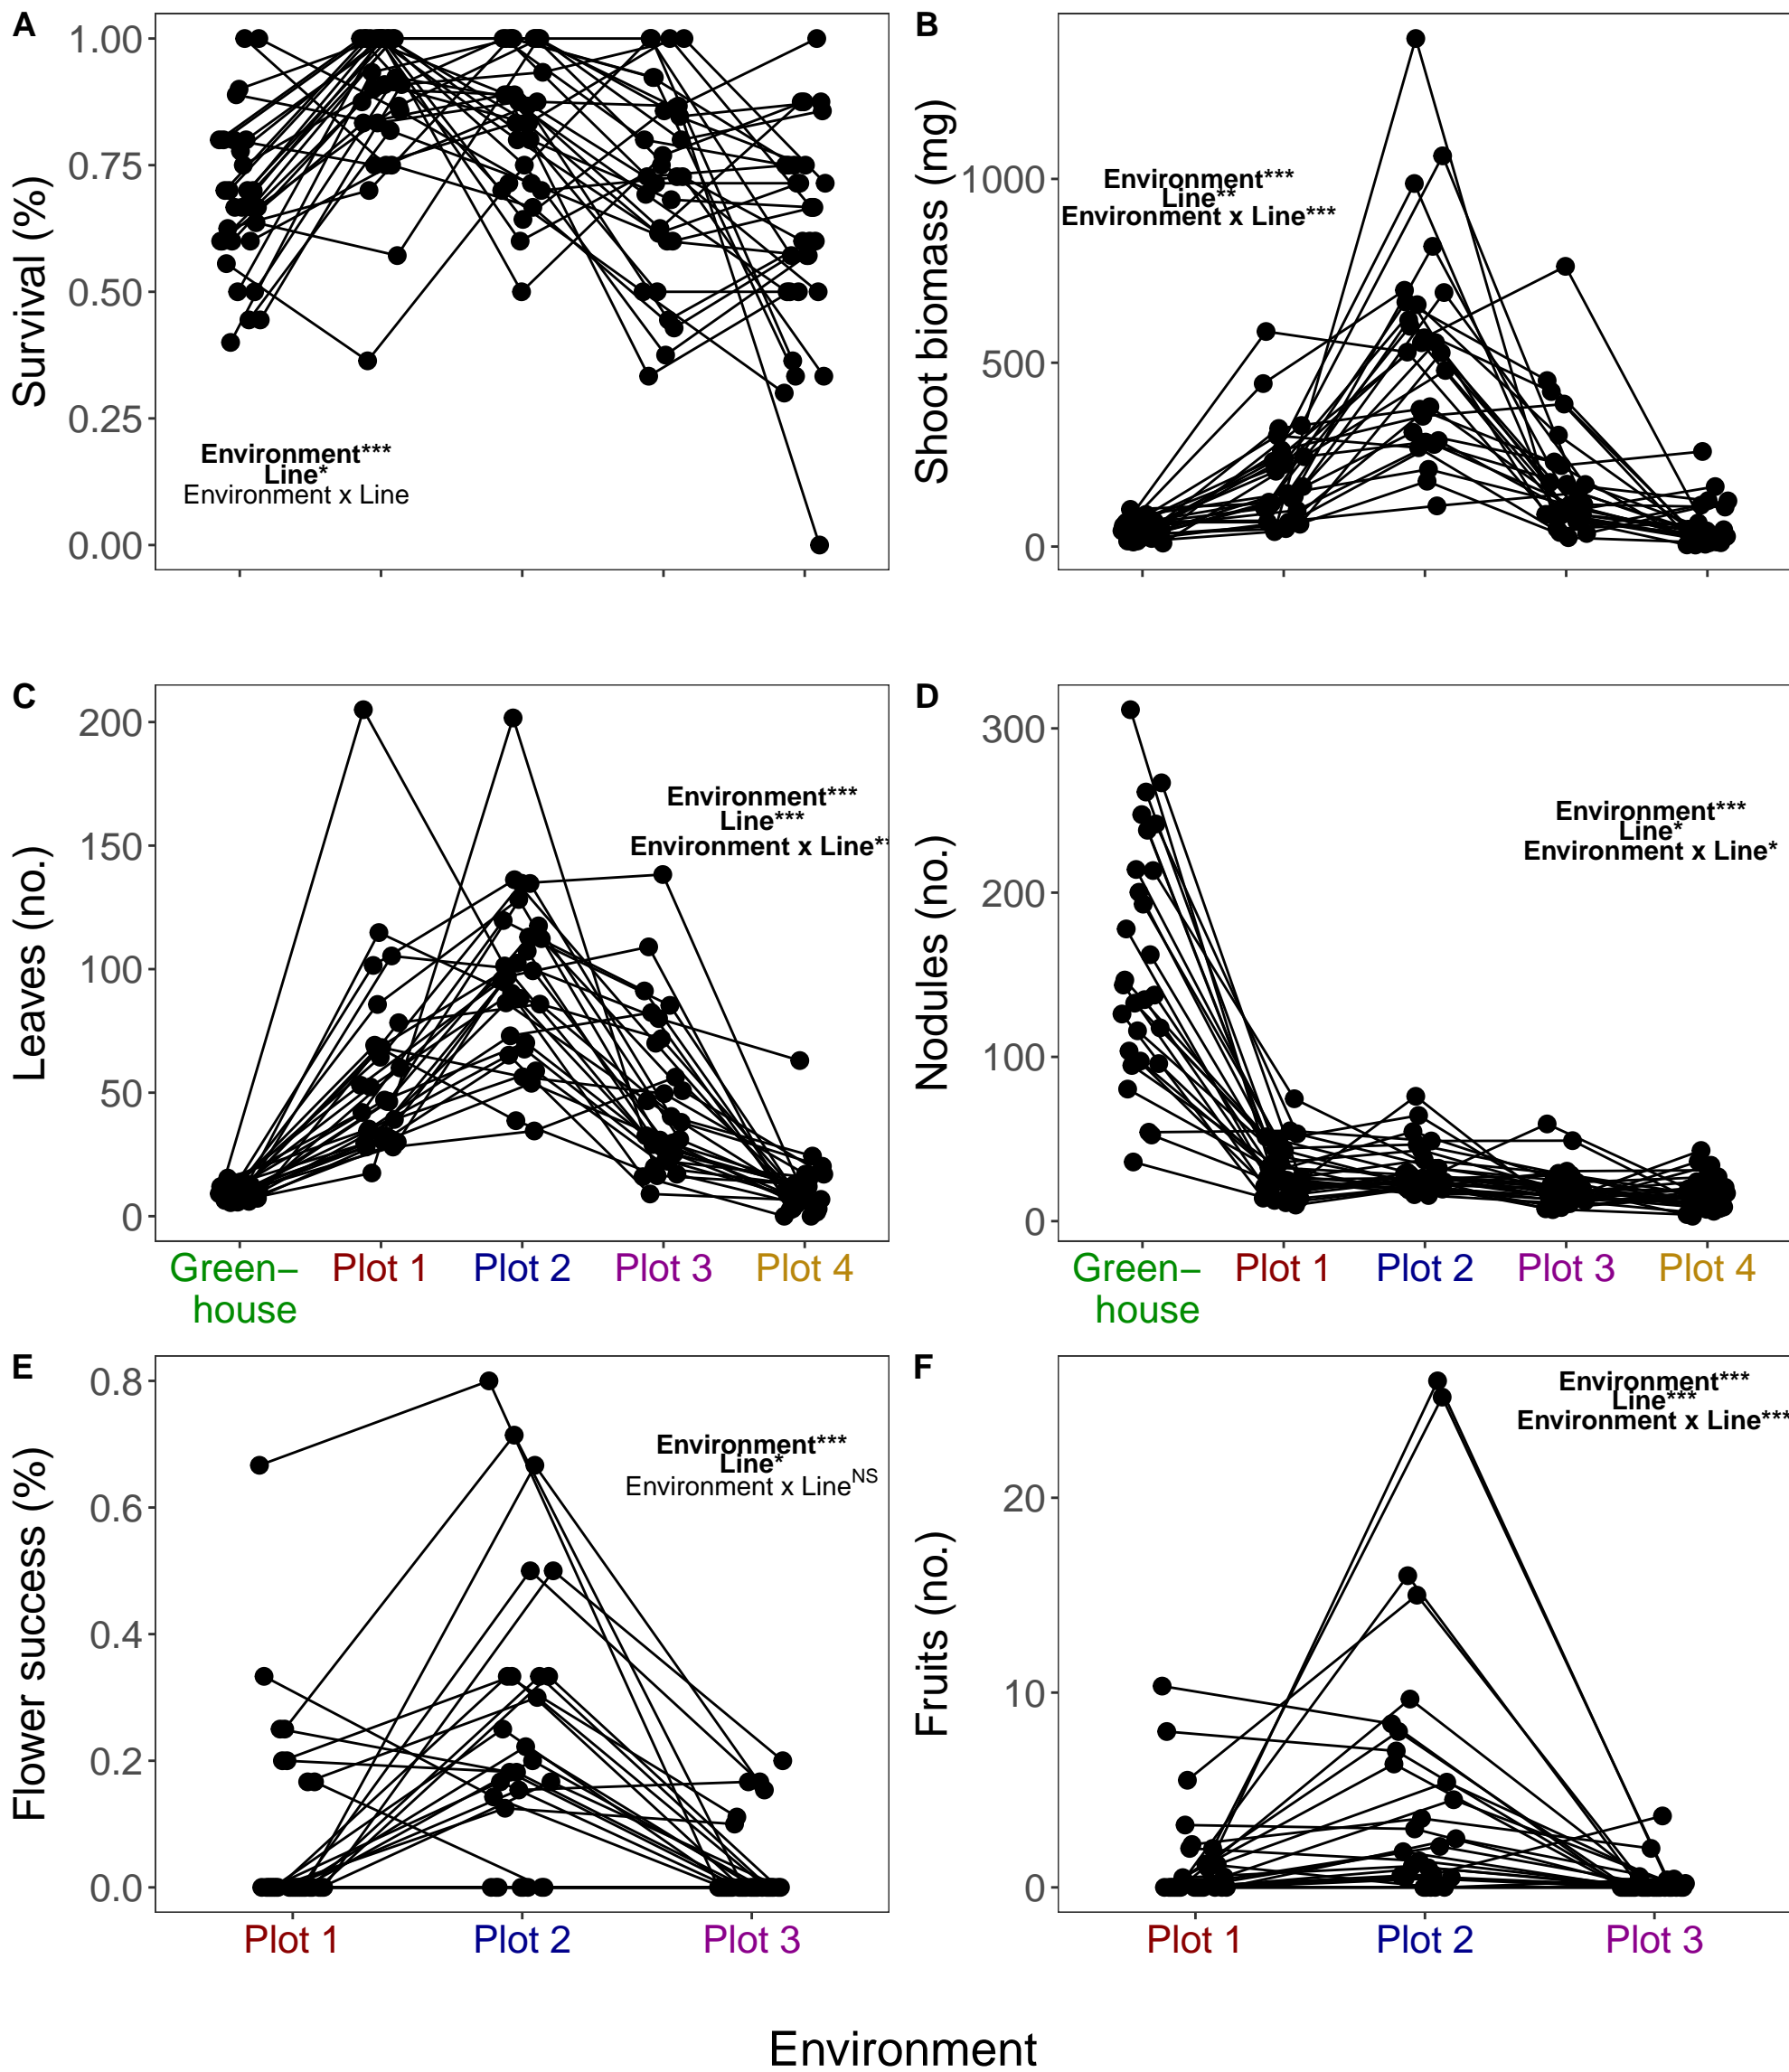 A
Survival (%)
1.00
0.75
0.50
0.25
0.00
Environment***
Line*
Environment x Line
B
Shoot biomass (mg)
1000
500
0
Environment***
Line**
Environment x Line***
C
Leaves (no.)
200
150
100
50
0
Environment***
Line***
Environment x Line**
Green–
house
Plot 1
Plot 2
Plot 3
Plot 4
D
Nodules (no.)
300
200
100
0
Environment***
Line*
Environment x Line*
Green–
house
Plot 1
Plot 2
Plot 3
Plot 4
E
Flower success (%)
0.8
0.6
0.4
0.2
0.0
Environment***
Line*
Environment x Line^NS
Plot 1
Plot 2
Plot 3
F
Fruits (no.)
20
10
0
Environment***
Line***
Environment x Line***
Plot 1
Plot 2
Plot 3
Environment